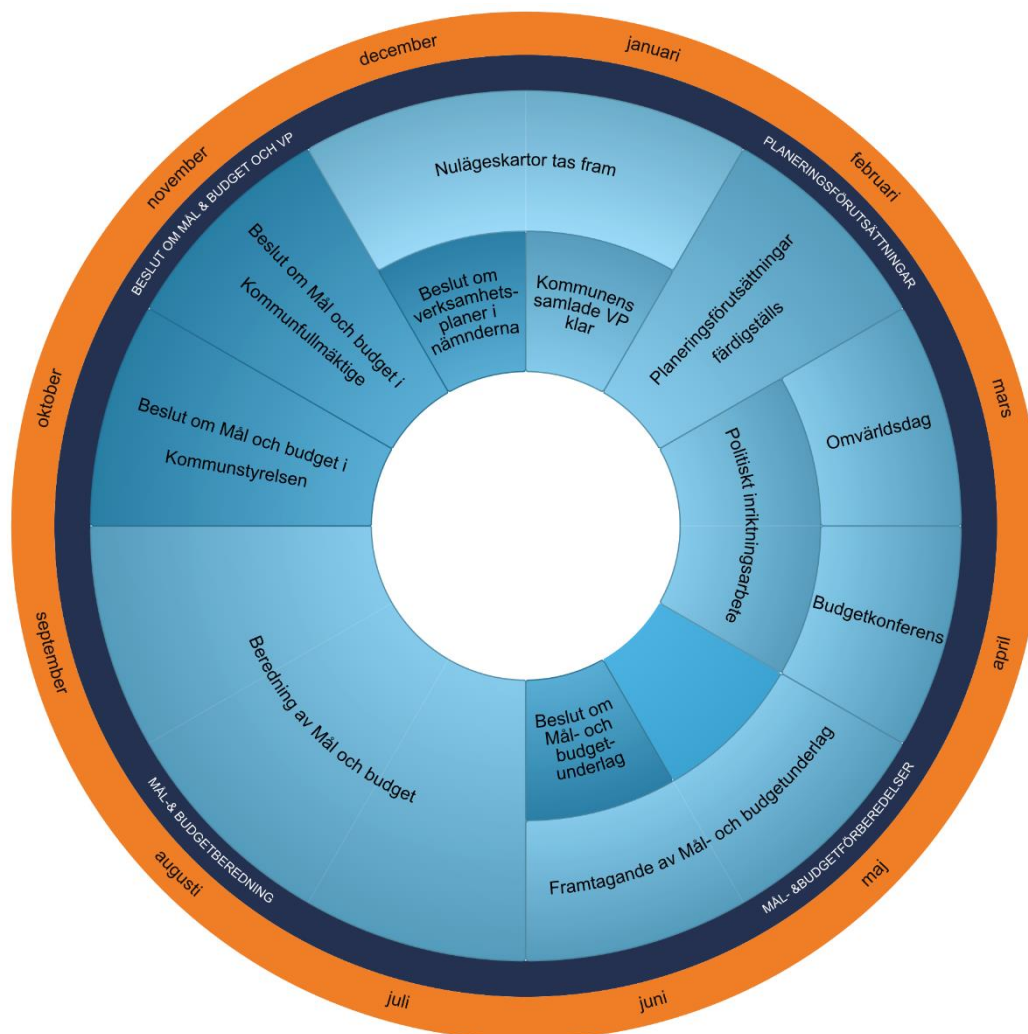 januari
februari
mars
april
maj
juni
juli
augusti
september
oktober
november
december
PLANERINGSFÖRUTSÄTTNINGAR
MÅL- &BUDGETFÖRBEREDELSER
MÅL-& BUDGETBEREDNING
BESLUT OM MÅL & BUDGET OCH VP
Nulägeskartor tas fram
Kommunens
samlade VP
klar
Planeringsförutsättningar
färdigställs
Omvärldsdag
Politiskt inriktningsarbete
Budgetkonferens
Framtagande av Mål- och budgetunderlag
Beslut om
Mål- och
budget-
underlag
Beredning av Mål och budget
Beslut om Mål och budget i
Kommunstyrelsen
Beslut om Mål och budget i
Kommunfullmäktige
Beslut om
verksamhets-
planer i
nämnderna